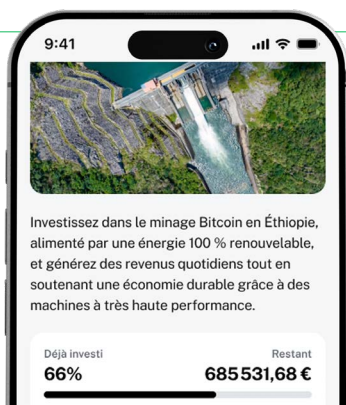 9:41
Investissez dans le minage Bitcoin en Éthiopie,
alimenté par une énergie 100 % renouvelable,
et générez des revenus quotidiens tout en
soutenant une économie durable grâce à des
machines à très haute performance.
Déjà investi Restant
66% 685 531,68 €